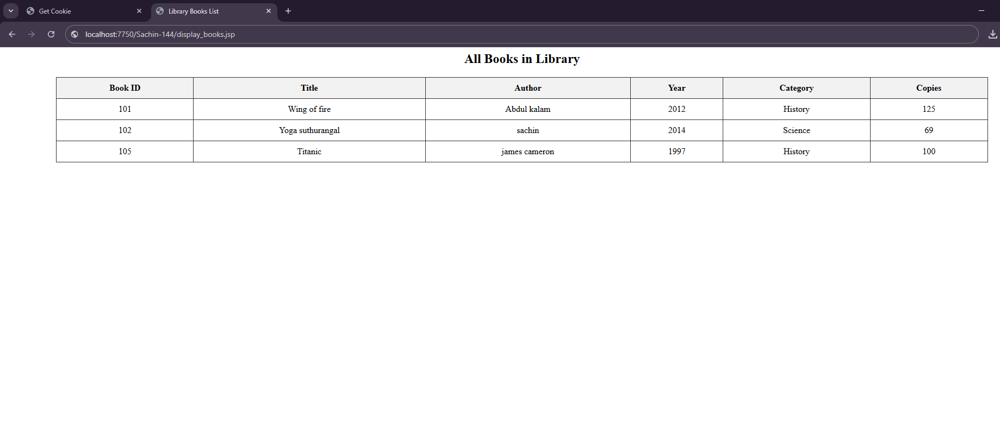 Get Cookie
Library Books List
localhost:7750/Sachin-144/display_books.jsp
All Books in Library
Book ID Title Author Year Category Copies
101 Wing of fire Abdul kalam 2012 History 125
102 Yoga suthurangal sachin 2014 Science 69
105 Titanic james cameron 1997 History 100